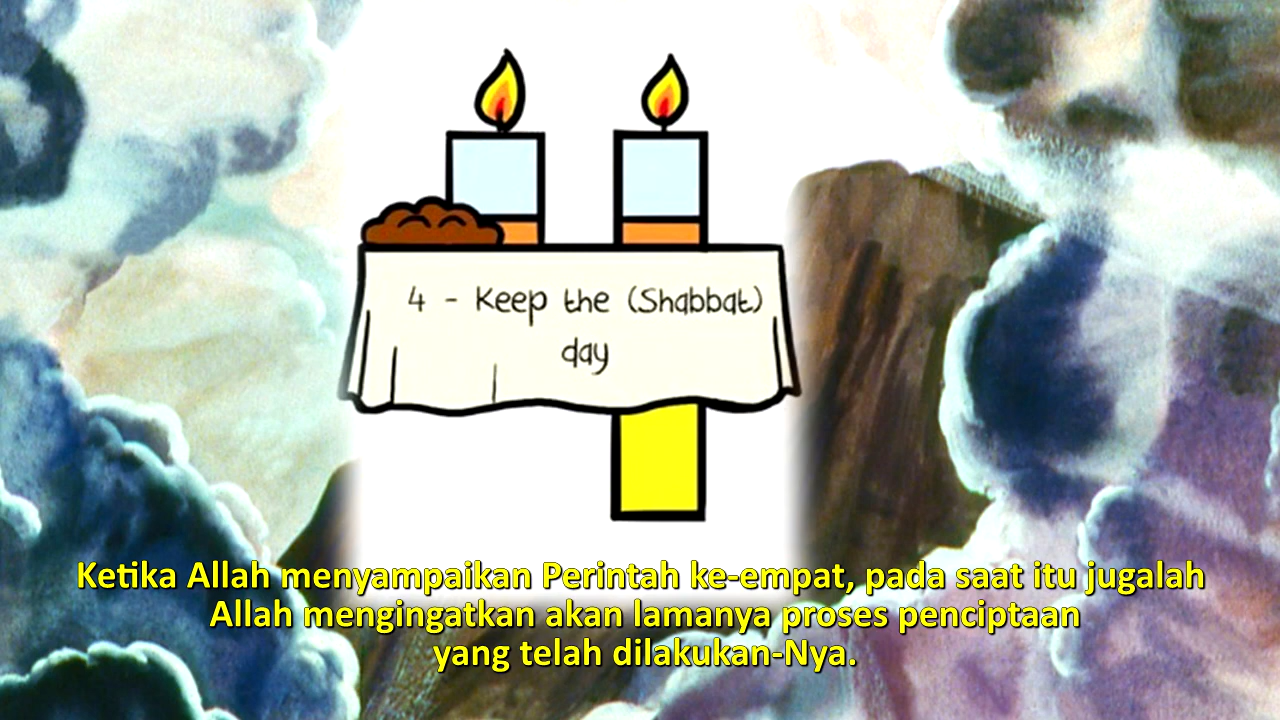 4 - Keep the (Shabbat)
day
Ketika Allah menyampaikan Perintah ke-empat, pada saat itu jugalah
Allah mengingatkan akan lamanya proses penciptaan
yang telah dilakukan-Nya.